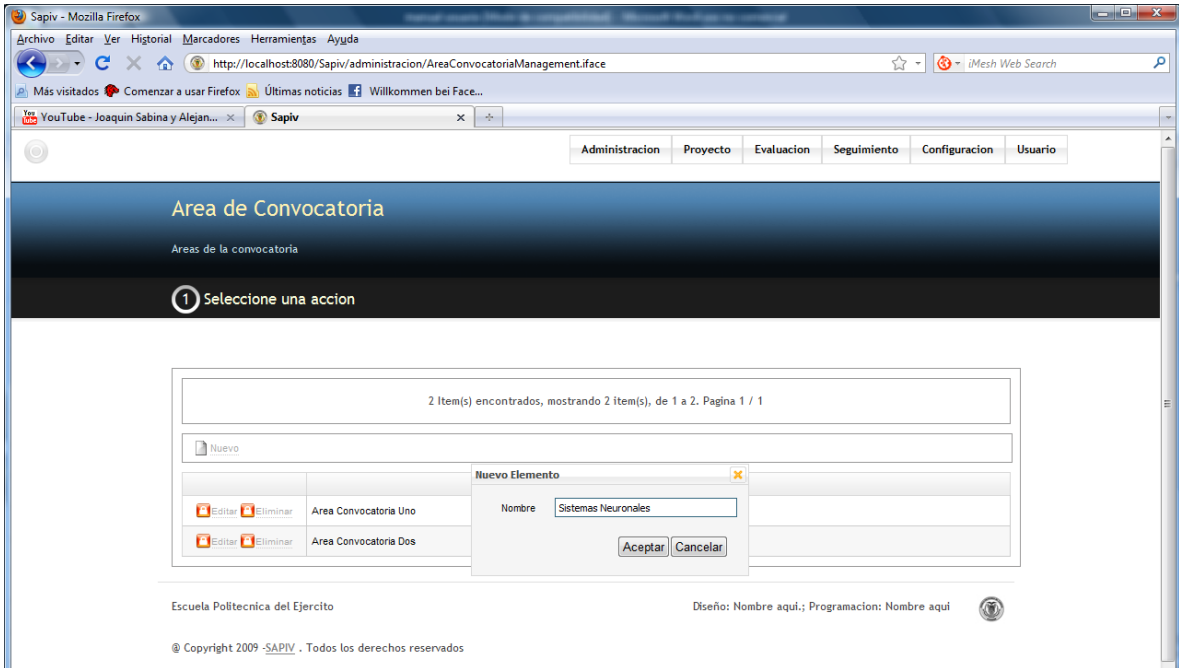 Sapiv - Mozilla Firefox
Archivo Editar Ver Historial Marcadores Herramientas Ayuda
http://localhost:8080/Sapiv/administracion/AreaConvocatoriaManagement.iface
iMesh Web Search
Más visitados Comenzar a usar Firefox Últimas noticias Willkommen bei Face...
YouTube - Joaquin Sabina y Alejan... Sapiv
Administracion Proyecto Evaluacion Seguimiento Configuracion Usuario
Area de Convocatoria
Areas de la convocatoria
1 Seleccione una accion
2 Item(s) encontrados, mostrando 2 item(s), de 1 a 2. Pagina 1 / 1
Nuevo
Nuevo Elemento
Nombre Sistemas Neuronales
Aceptar Cancelar
Editar Eliminar Area Convocatoria Uno
Editar Eliminar Area Convocatoria Dos
Escuela Politecnica del Ejercito
Diseño: Nombre aqui.; Programacion: Nombre aqui
@ Copyright 2009 -SAPIV . Todos los derechos reservados